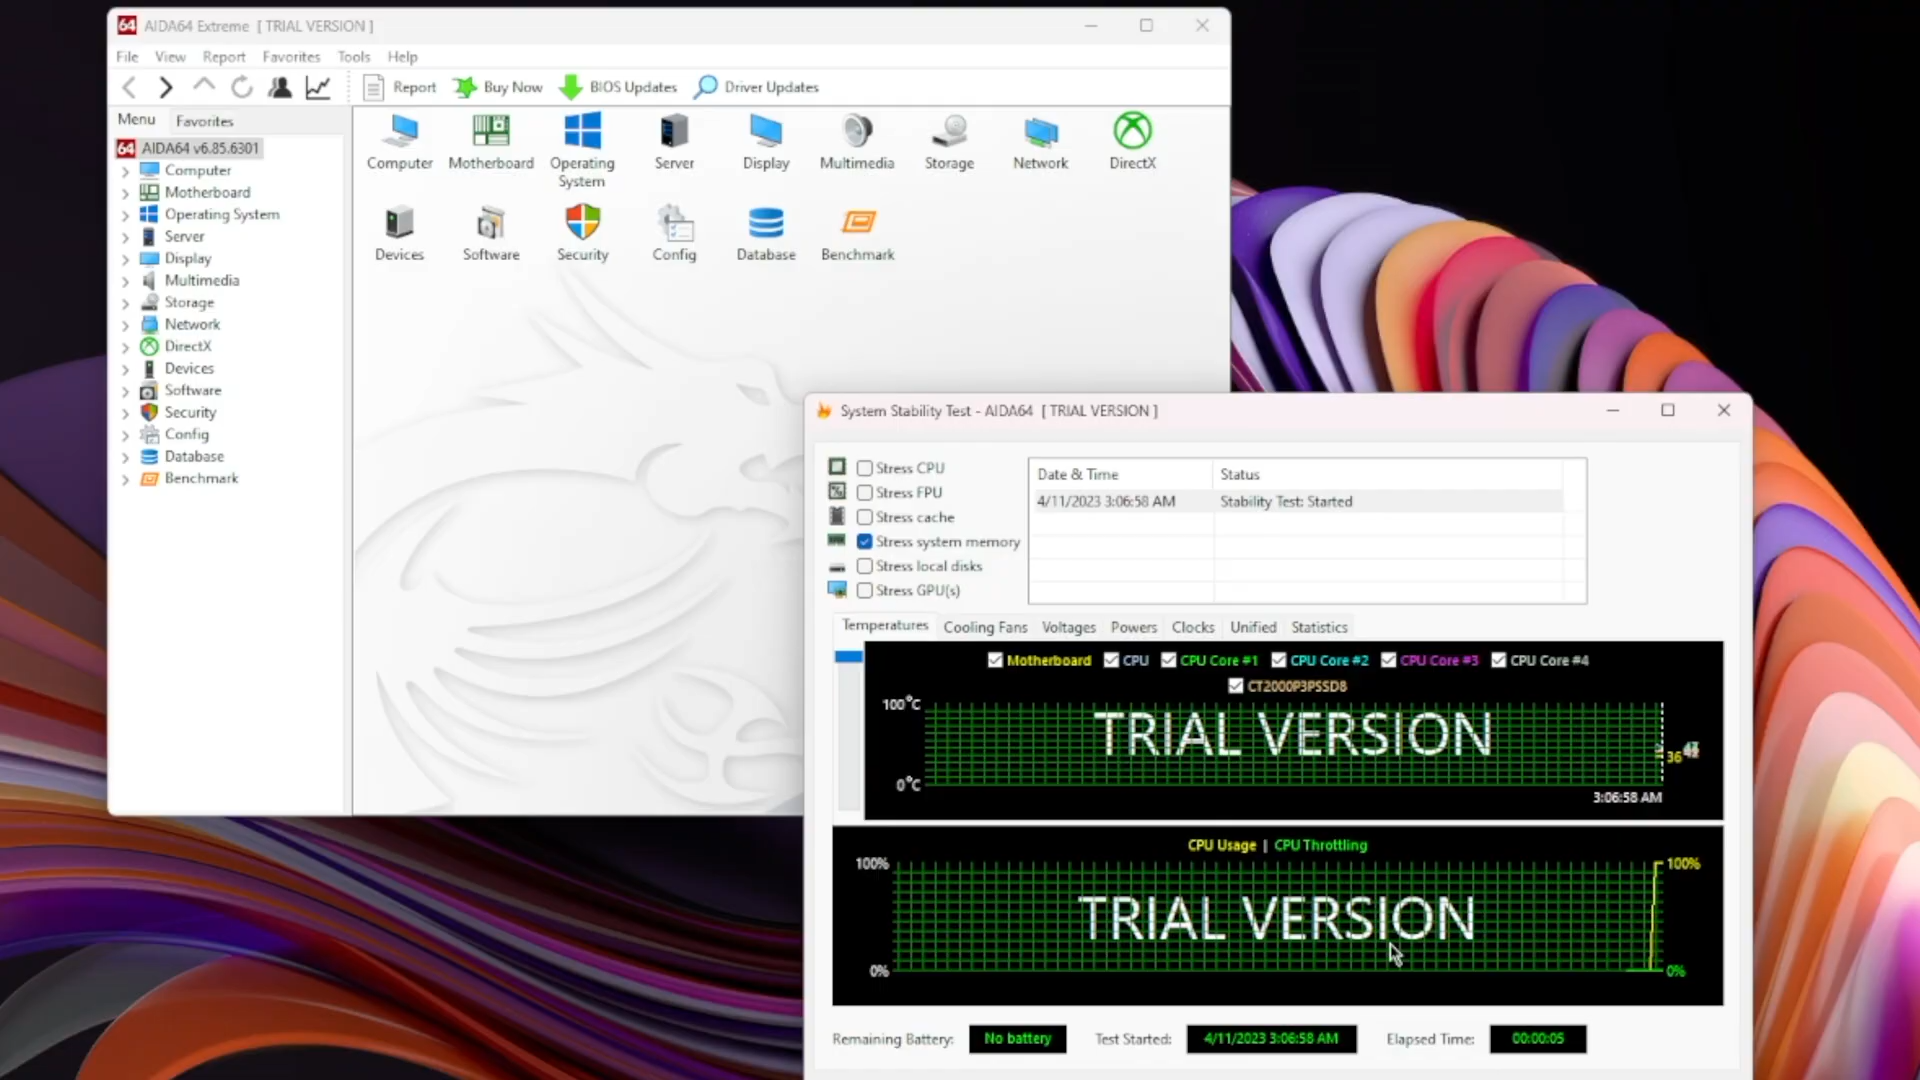 AIDA64 Extreme [ TRIAL VERSION ]
File View Report Favorites Tools Help
Report Buy Now BIOS Updates Driver Updates
Menu Favorites
AIDA64 v6.85.6301
Computer
Motherboard
Operating System
Server
Display
Multimedia
Storage
Network
DirectX
Devices
Software
Security
Config
Database
Benchmark
Computer Motherboard Operating System Server Display Multimedia Storage Network DirectX
Devices Software Security Config Database Benchmark
System Stability Test - AIDA64 [ TRIAL VERSION ]
Stress CPU
Stress FPU
Stress cache
Stress system memory
Stress local disks
Stress GPU(s)
Date & Time Status
4/11/2023 3:06:58 AM Stability Test: Started
Temperatures Cooling Fans Voltages Powers Clocks Unified Statistics
Motherboard CPU CPU Core #1 CPU Core #2 CPU Core #3 CPU Core #4
CT2000P3PSSD8
100°C
TRIAL VERSION
36
0°C
3:06:58 AM
CPU Usage | CPU Throttling
100% 100%
TRIAL VERSION
0% 0%
Remaining Battery: No battery Test Started: 4/11/2023 3:06:58 AM Elapsed Time: 00:00:05